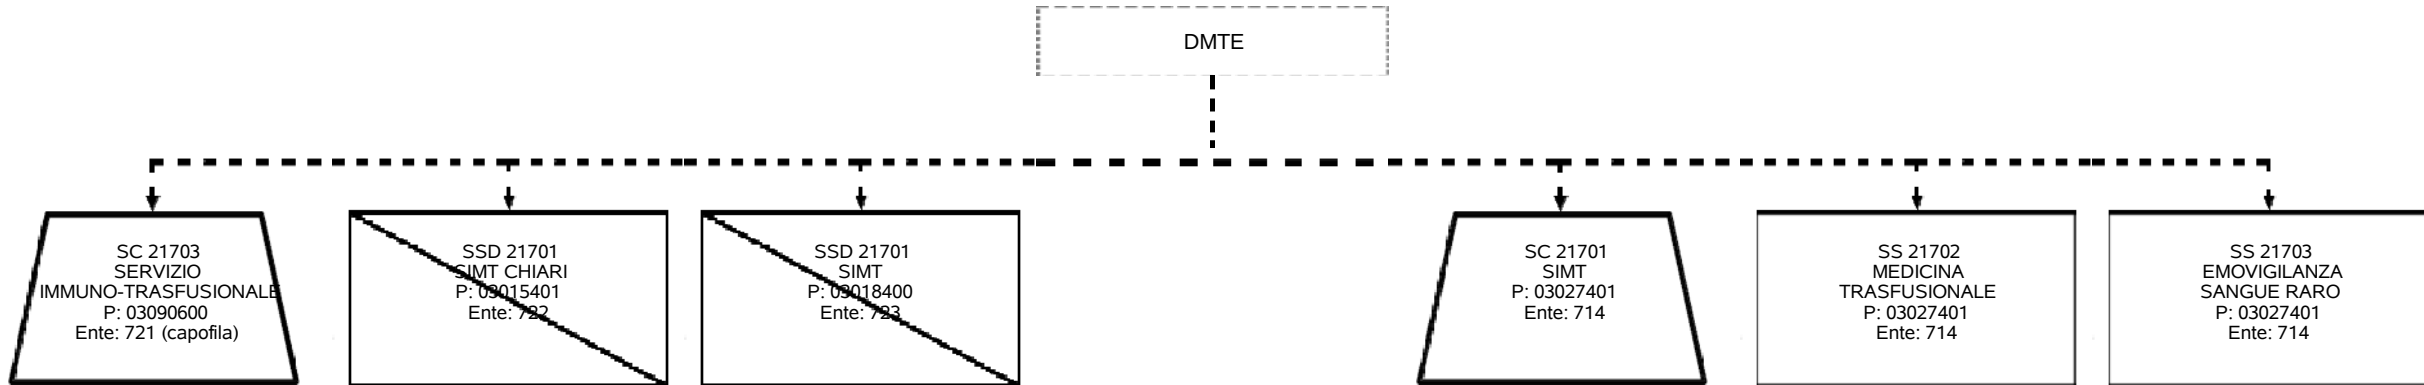 DMTE
SC 21703
SERVIZIO
IMMUNO-TRASFUSIONALE
P: 03090600
Ente: 721 (capofila)
SSD 21701
SIMT CHIARI
P: 03015401
Ente: 722
SSD 21701
SIMT
P: 03018400
Ente: 723
SC 21701
SIMT
P: 03027401
Ente: 714
SS 21702
MEDICINA
TRASFUSIONALE
P: 03027401
Ente: 714
SS 21703
EMOVIGILANZA
SANGUE RARO
P: 03027401
Ente: 714